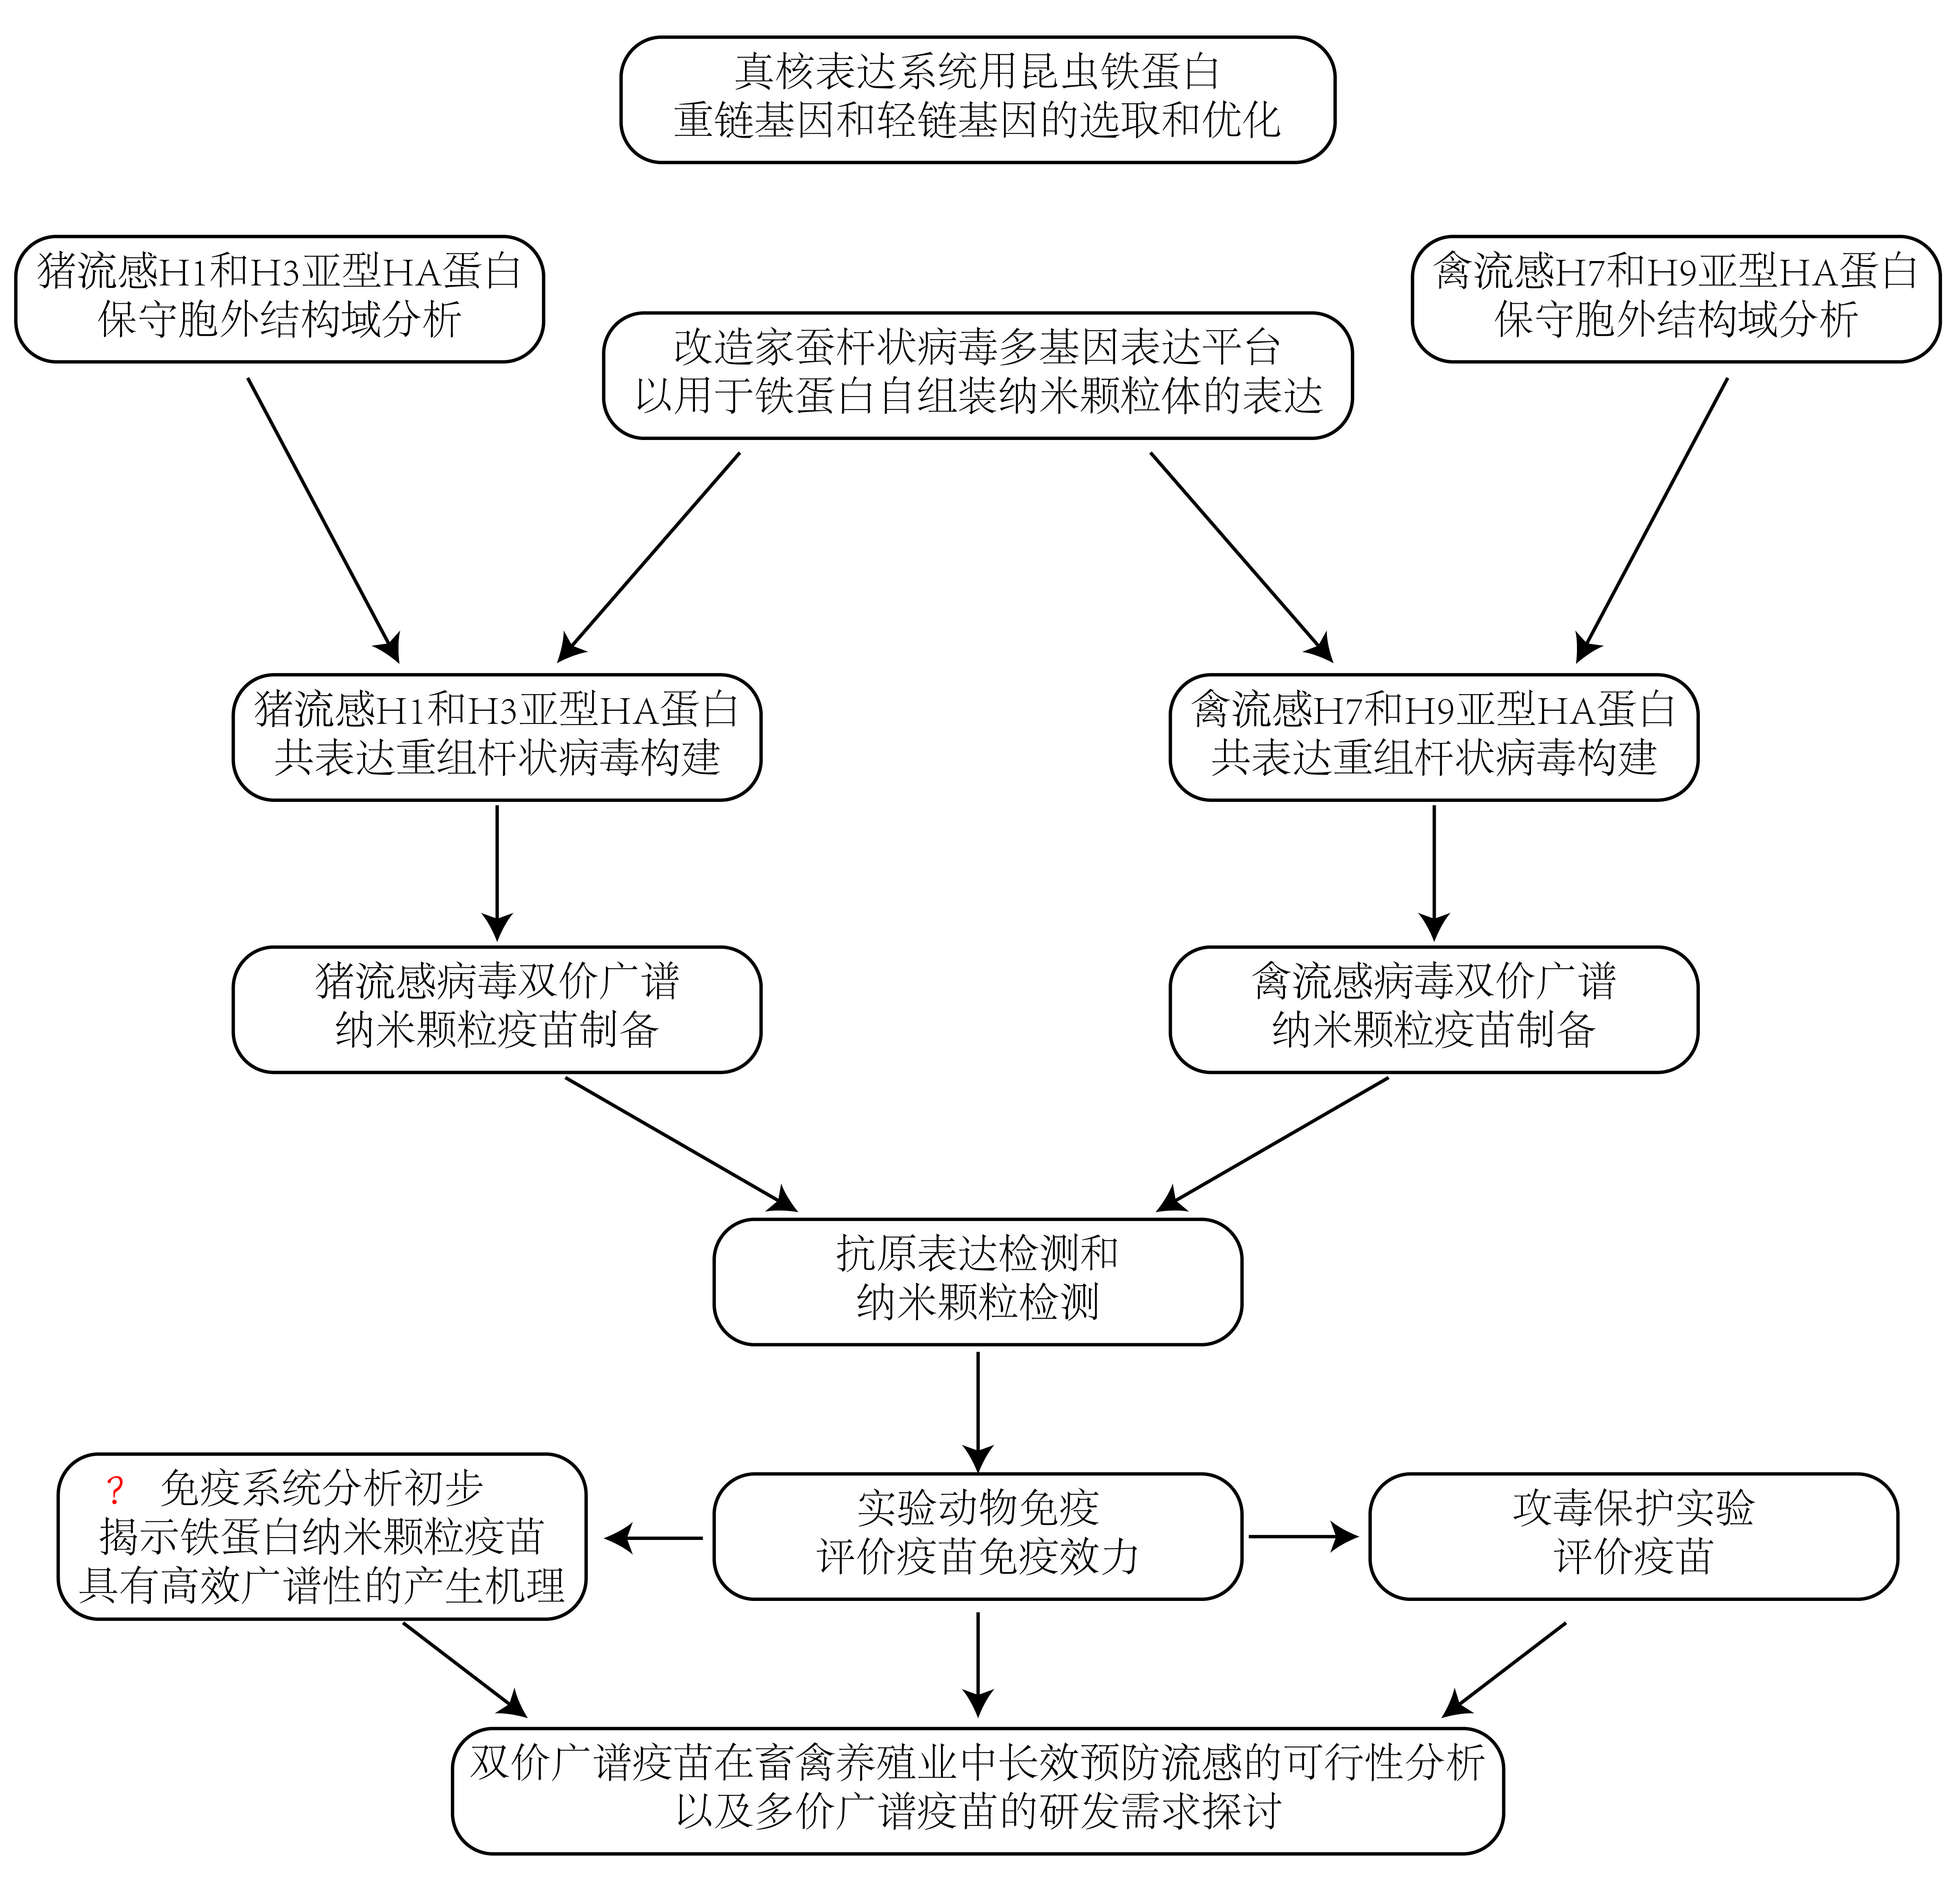 真核表达系统用昆虫铁蛋白
重链基因和轻链基因的选取和优化
猪流感H1和H3亚型HA蛋白
保守胞外结构域分析
改造家蚕杆状病毒多基因表达平台
以用于铁蛋白自组装纳米颗粒体的表达
禽流感H7和H9亚型HA蛋白
保守胞外结构域分析
猪流感H1和H3亚型HA蛋白
共表达重组杆状病毒构建
禽流感H7和H9亚型HA蛋白
共表达重组杆状病毒构建
猪流感病毒双价广谱
纳米颗粒疫苗制备
禽流感病毒双价广谱
纳米颗粒疫苗制备
抗原表达检测和
纳米颗粒检测
? 免疫系统分析初步
揭示铁蛋白纳米颗粒疫苗
具有高效广谱性的产生机理
实验动物免疫
评价疫苗免疫效力
攻毒保护实验
评价疫苗
双价广谱疫苗在畜禽养殖业中长效预防流感的可行性分析
以及多价广谱疫苗的研发需求探讨